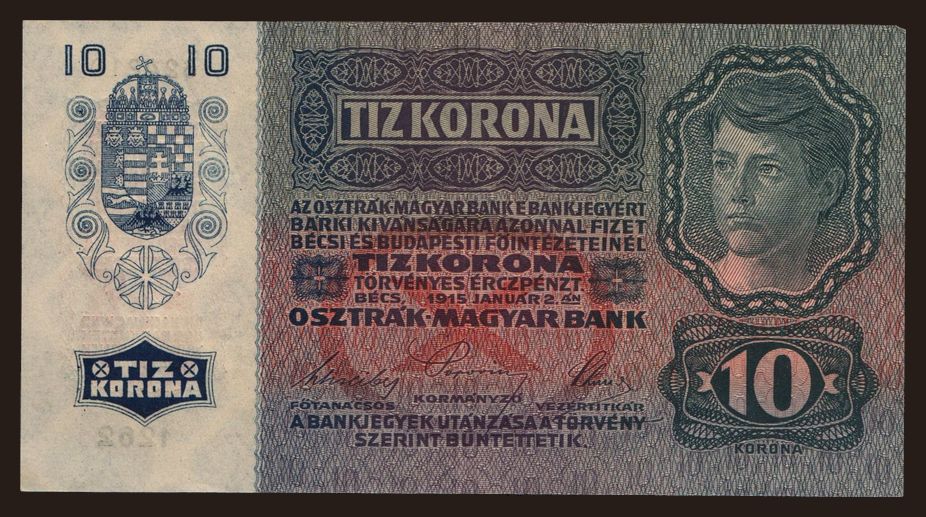 10 10
TIZ KORONA
AZ OSZTRÁK-MAGYAR BANK E BANKJEGYÉRT
BÁRKI KIVÁNSÁGÁRA AZONNAL FIZET
BÉCSI ÉS BUDAPESTI FŐINTÉZETEINÉL
TIZ KORONA
TÖRVÉNYES ÉRCZPÉNZT
BÉCS, 1915 JANUÁR 2.ÁN
OSZTRÁK-MAGYAR BANK
FŐTANÁCSOS KORMÁNYZÓ VEZÉRTITKÁR
A BANKJEGYEK UTÁNZÁSA A TÖRVÉNY
SZERINT BÜNTETTETIK.
TIZ
KORONA
10
KORONA